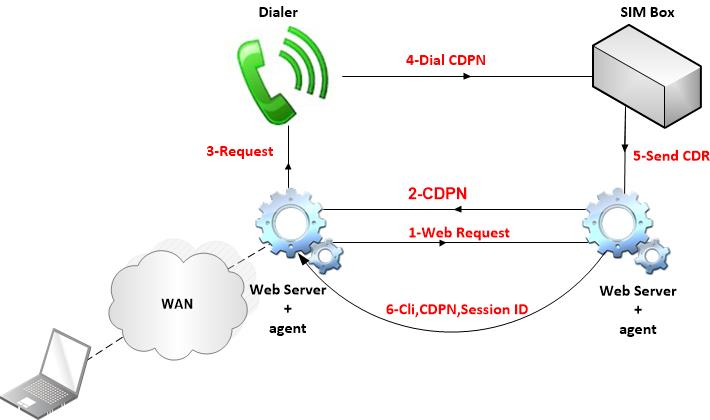 Dialer
SIM Box
4-Dial CDPN
3-Request
5-Send CDR
2-CDPN
1-Web Request
WAN
Web Server
+
agent
6-Cli,CDPN,Session ID
Web Server
+
agent